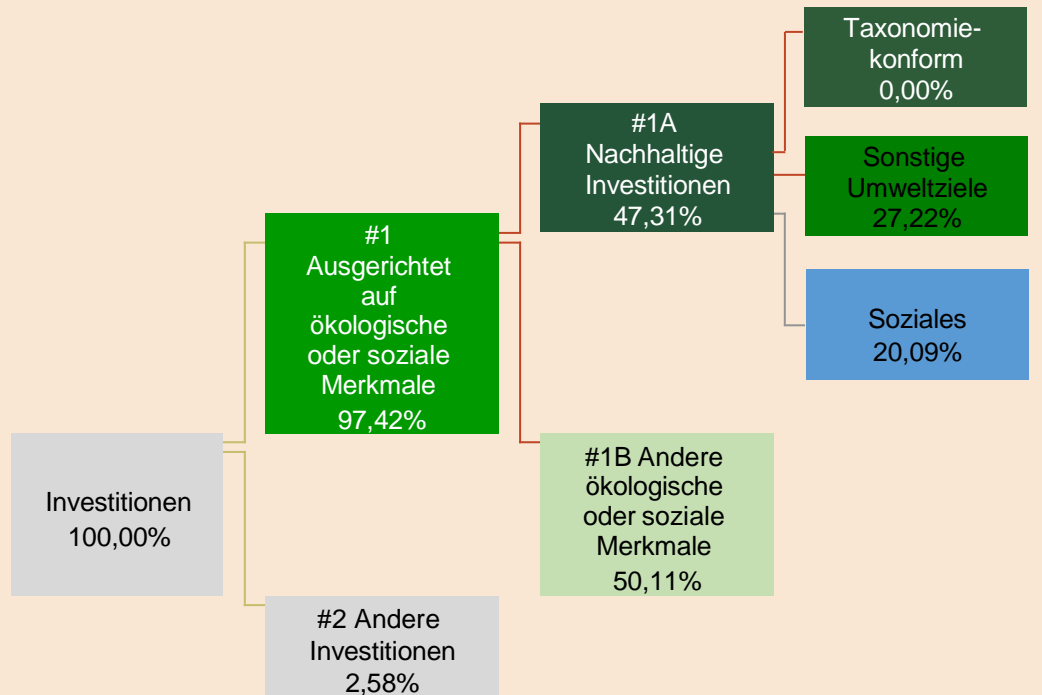 Investitionen
100,00%
#1
Ausgerichtet
auf
ökologische
oder soziale
Merkmale
97,42%
#2 Andere
Investitionen
2,58%
#1A
Nachhaltige
Investitionen
47,31%
#1B Andere
ökologische
oder soziale
Merkmale
50,11%
Taxonomie-
konform
0,00%
Sonstige
Umweltziele
27,22%
Soziales
20,09%